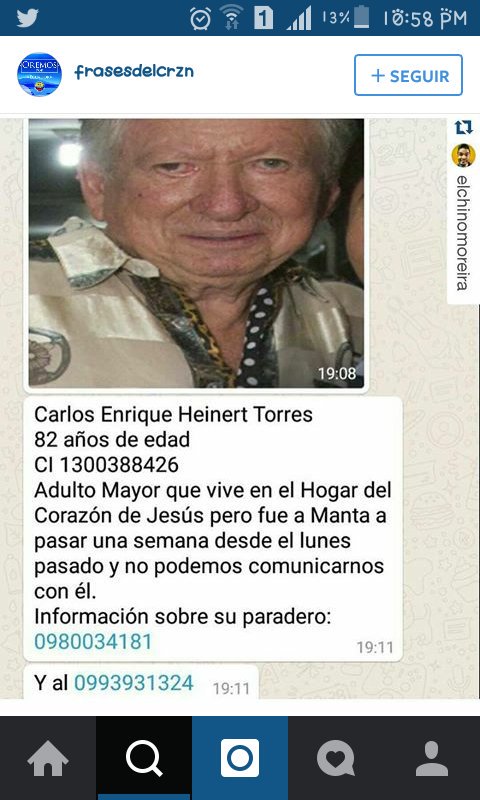 13% 10:58 PM
1
OREMOS
frasesdelcrzn
+ SEGUIR
elchinomoreira
19:08
Carlos Enrique Heinert Torres
82 años de edad
CI 1300388426
Adulto Mayor que vive en el Hogar del
Corazón de Jesús pero fue a Manta a
pasar una semana desde el lunes
pasado y no podemos comunicarnos
con él.
Información sobre su paradero:
0980034181
19:11
Y al 0993931324 19:11